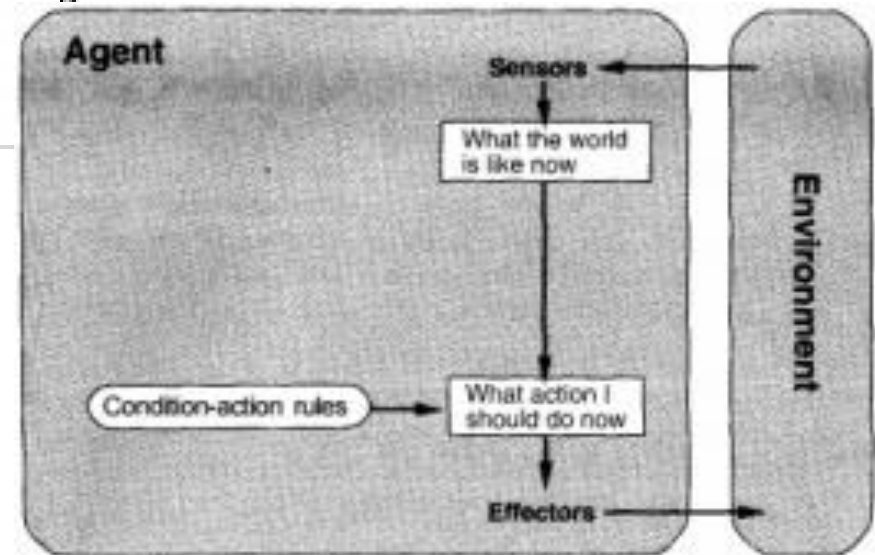 Agent
Sensors
What the world
is like now
Environment
Condition-action rules
What action I
should do now
Effectors